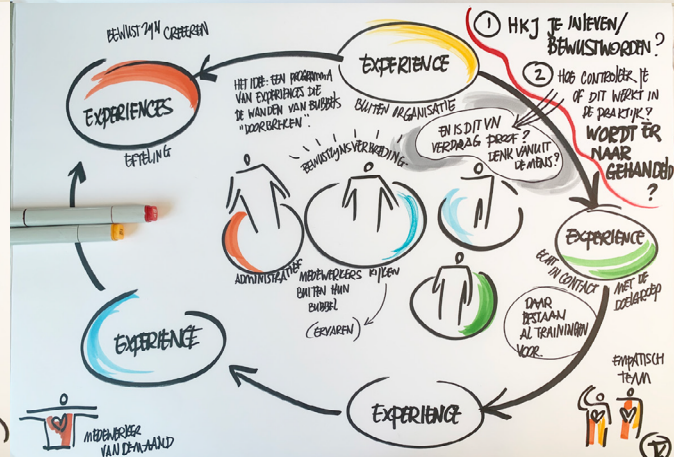 BEWUST ZIJN CREËREN
EXPERIENCES
EFTELING
HET IDEE: EEN PROGRAMMA
VAN EXPERIENCES DIE
DE WANDEN VAN BUBBELS
"DOORBREKEN".
EXPERIENCE
BUITEN ORGANISATIE
1 HKJ JE INLEVEN/
BEWUSTWORDEN?
2 HOE CONTROLEER JE
OF DIT WERKT IN
DE PRAKTIJK?
WORDT ER
NAAR
GEHANDELD
?
EN IS DIT VN
VERDRAG PROOF?
DENK VANUIT
DE MENS?
BEWUSTZIJNSVERBREDING
ADMINISTRATIEF
MEDEWERKERS KIJKEN
BUITEN HUN
BUBBEL
(ERVAREN)
EXPERIENCE
ECHT IN CONTACT
MET DE
DOELGROEP
DAAR
BESTAAN
AL TRAININGEN
VOOR.
EXPERIENCE
EXPERIENCE
MEDEWERKER
VAN DE MAAND
EMPATISCH
TEAM